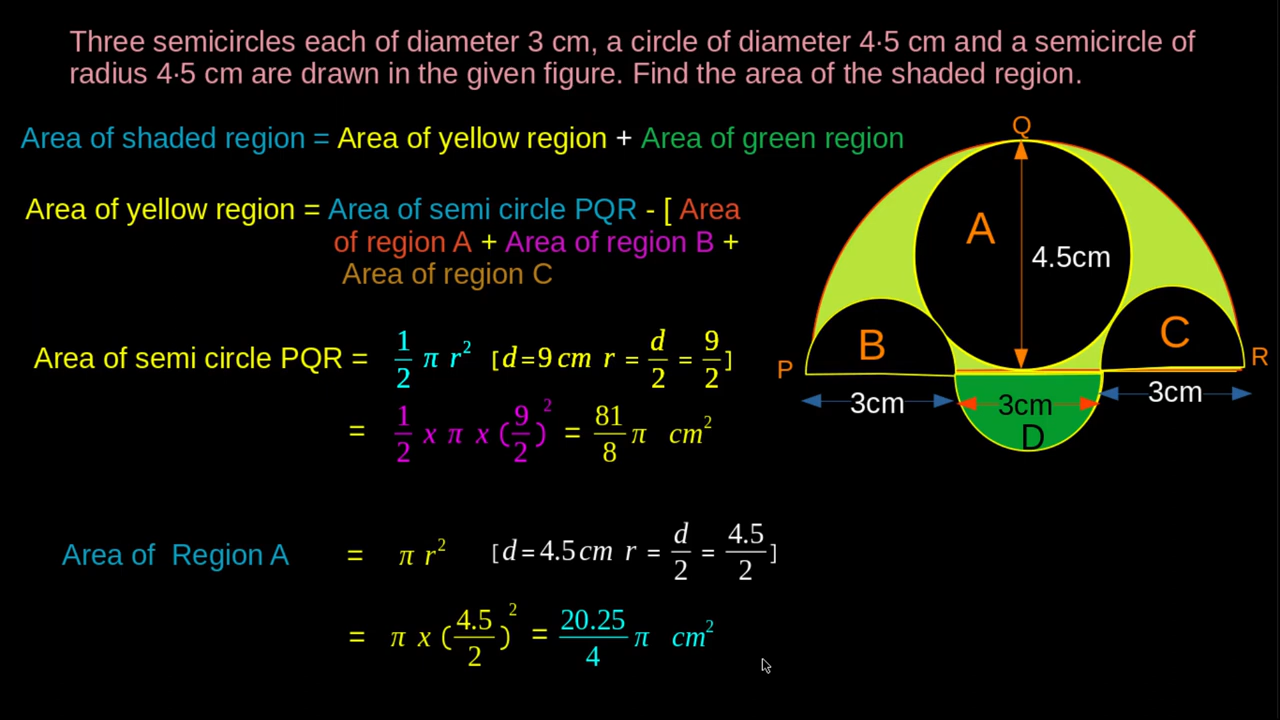 Three semicircles each of diameter 3 cm, a circle of diameter 4·5 cm and a semicircle of
radius 4·5 cm are drawn in the given figure. Find the area of the shaded region.
Area of shaded region = Area of yellow region + Area of green region
Area of yellow region = Area of semi circle PQR - [ Area
of region A + Area of region B +
Area of region C
Area of semi circle PQR = 1/2 π r² [d=9 cm r = d/2 = 9/2]
= 1/2 x π x (9/2)² = 81/8 π cm²
Area of Region A = π r² [d=4.5 cm r = d/2 = 4.5/2]
= π x (4.5/2)² = 20.25/4 π cm²
Q
A
4.5cm
B
C
P
R
3cm
3cm
3cm
D